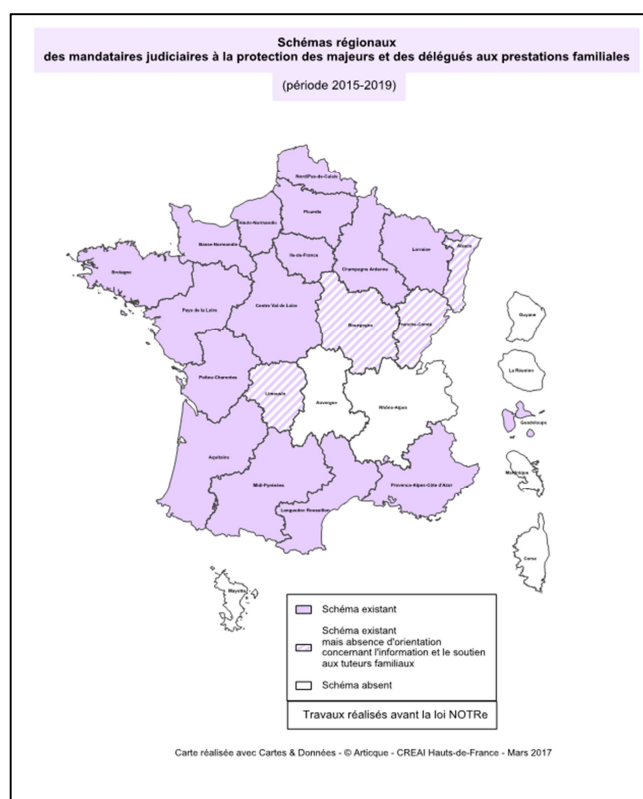 Schémas régionaux
des mandataires judiciaires à la protection des majeurs et des délégués aux prestations familiales
(période 2015-2019)
Nord/Pas-de-Calais
Picardie
Haute-Normandie
Basse-Normandie
Ile-de-France
Champagne Ardenne
Lorraine
Alsace
Bretagne
Pays de la Loire
Centre Val de Loire
Bourgogne
Franche-Comté
Guyane
La Réunion
Poitou-Charentes
Limousin
Auvergne
Rhône-Alpes
Guadeloupe
Aquitaine
Midi-Pyrénées
Languedoc Roussillon
Provence-Alpes-Côte d'Azur
Martinique
Corse
Mayotte
Schéma existant
Schéma existant
mais absence d'orientation
concernant l'information et le soutien
aux tuteurs familiaux
Schéma absent
Travaux réalisés avant la loi NOTRe
Carte réalisée avec Cartes & Données - © Articque - CREAI Hauts-de-France - Mars 2017